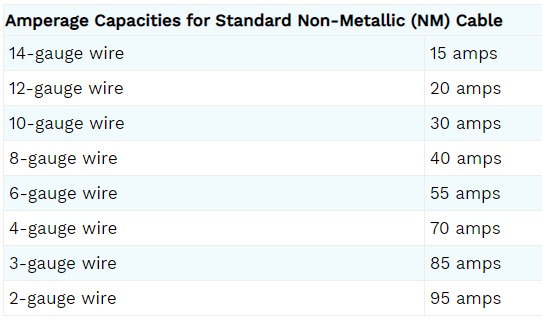 Amperage Capacities for Standard Non-Metallic (NM) Cable
14-gauge wire 15 amps
12-gauge wire 20 amps
10-gauge wire 30 amps
8-gauge wire 40 amps
6-gauge wire 55 amps
4-gauge wire 70 amps
3-gauge wire 85 amps
2-gauge wire 95 amps